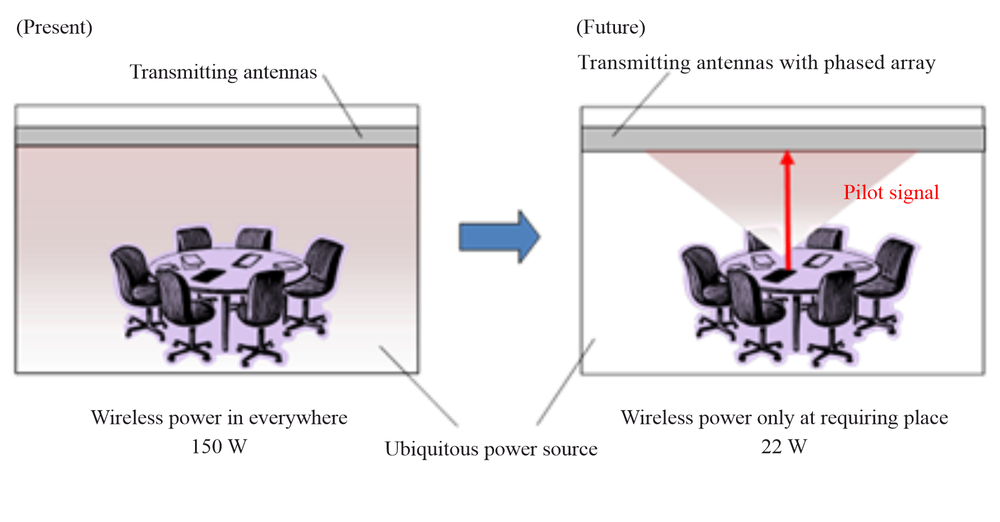 (Present)
Transmitting antennas
Wireless power in everywhere
150 W
Ubiquitous power source
(Future)
Transmitting antennas with phased array
Pilot signal
Wireless power only at requiring place
22 W